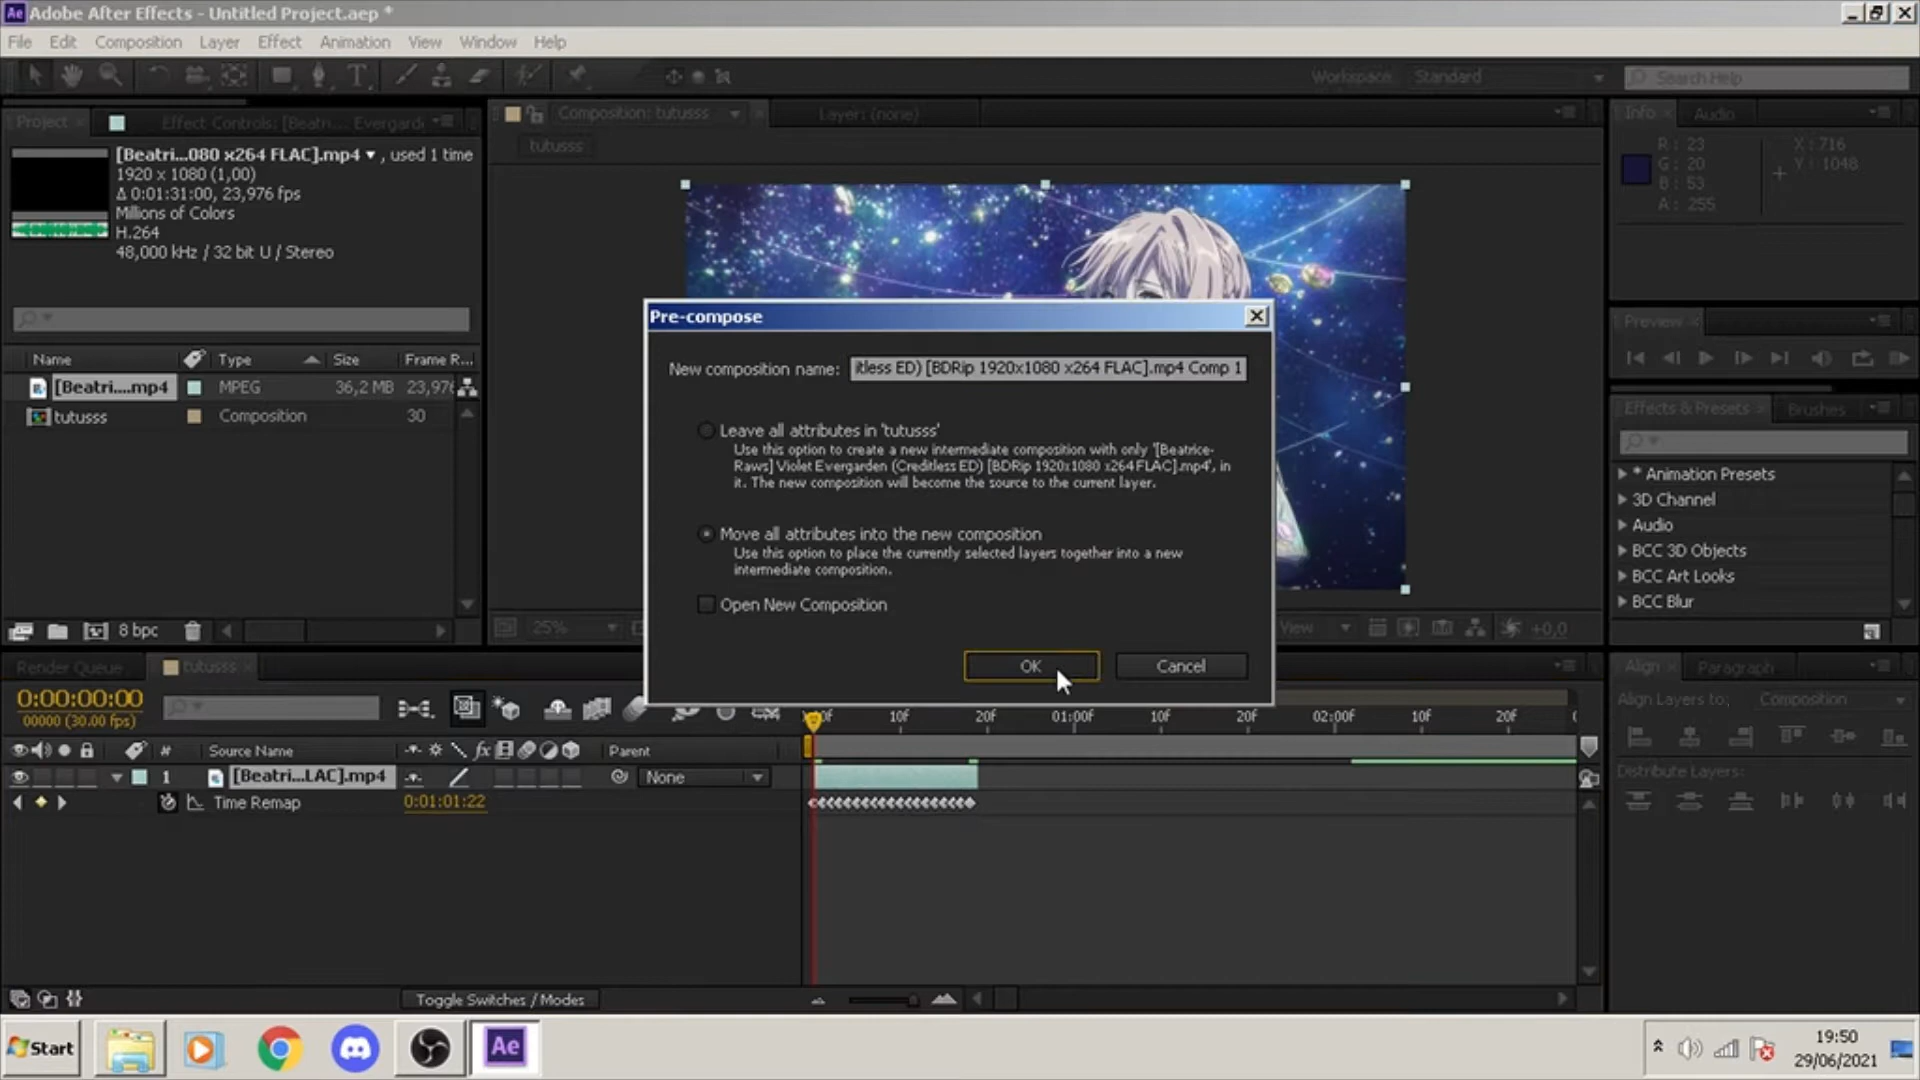 Adobe After Effects - Untitled Project.aep *
File Edit Composition Layer Effect Animation View Window Help
Workspace: Standard
Search Help
Project
Effect Controls: [Beatri... Evergard
Composition: tutusss
Layer: (none)
Info
Audio
tutusss
[Beatri...080 x264 FLAC].mp4 , used 1 time
1920 x 1080 (1,00)
Δ 0:01:31:00, 23,976 fps
Millions of Colors
H.264
48,000 kHz / 32 bit U / Stereo
R : 23
G : 20
B : 53
A : 255
X : 716
Y : 1048
Preview
Pre-compose
New composition name: itless ED) [BDRip 1920x1080 x264 FLAC].mp4 Comp 1
Leave all attributes in 'tutusss'
Use this option to create a new intermediate composition with only '[Beatrice-
Raws] Violet Evergarden (Creditless ED) [BDRip 1920x1080 x264 FLAC].mp4', in
it. The new composition will become the source to the current layer.
Move all attributes into the new composition
Use this option to place the currently selected layers together into a new
intermediate composition.
Open New Composition
OK
Cancel
Name Type Size Frame R...
[Beatri....mp4 MPEG 36,2 MB 23,976
tutusss Composition 30
8 bpc
25%
View
+0,0
Effects & Presets
Brushes
* Animation Presets
3D Channel
Audio
BCC 3D Objects
BCC Art Looks
BCC Blur
Render Queue
tutusss
0:00:00:00
00000 (30.00 fps)
10f 20f 01:00f 10f 20f 02:00f 10f 20f
# Source Name fx Parent
1 [Beatri...LAC].mp4 None
Time Remap 0:01:01:22
Toggle Switches / Modes
Align
Paragraph
Align Layers to: Composition
Distribute Layers:
Start
Ae
19:50
29/06/2021